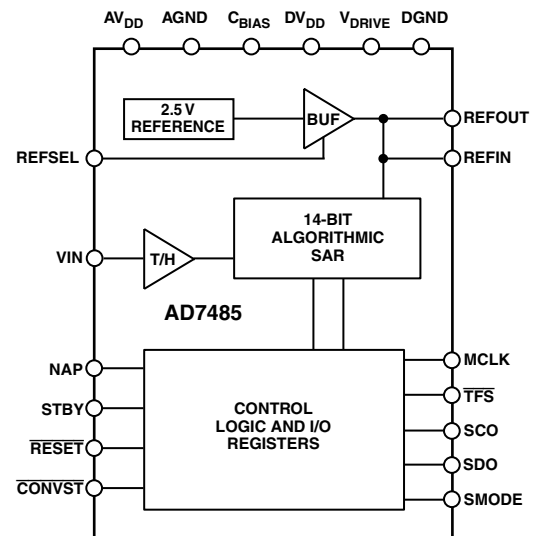 AVDD AGND CBIAS DVDD VDRIVE DGND
2.5 V
REFERENCE
BUF
REFOUT
REFSEL
REFIN
14-BIT
ALGORITHMIC
SAR
VIN
T/H
AD7485
NAP
MCLK
STBY
TFS
CONTROL
LOGIC AND I/O
REGISTERS
SCO
RESET
SDO
CONVST
SMODE